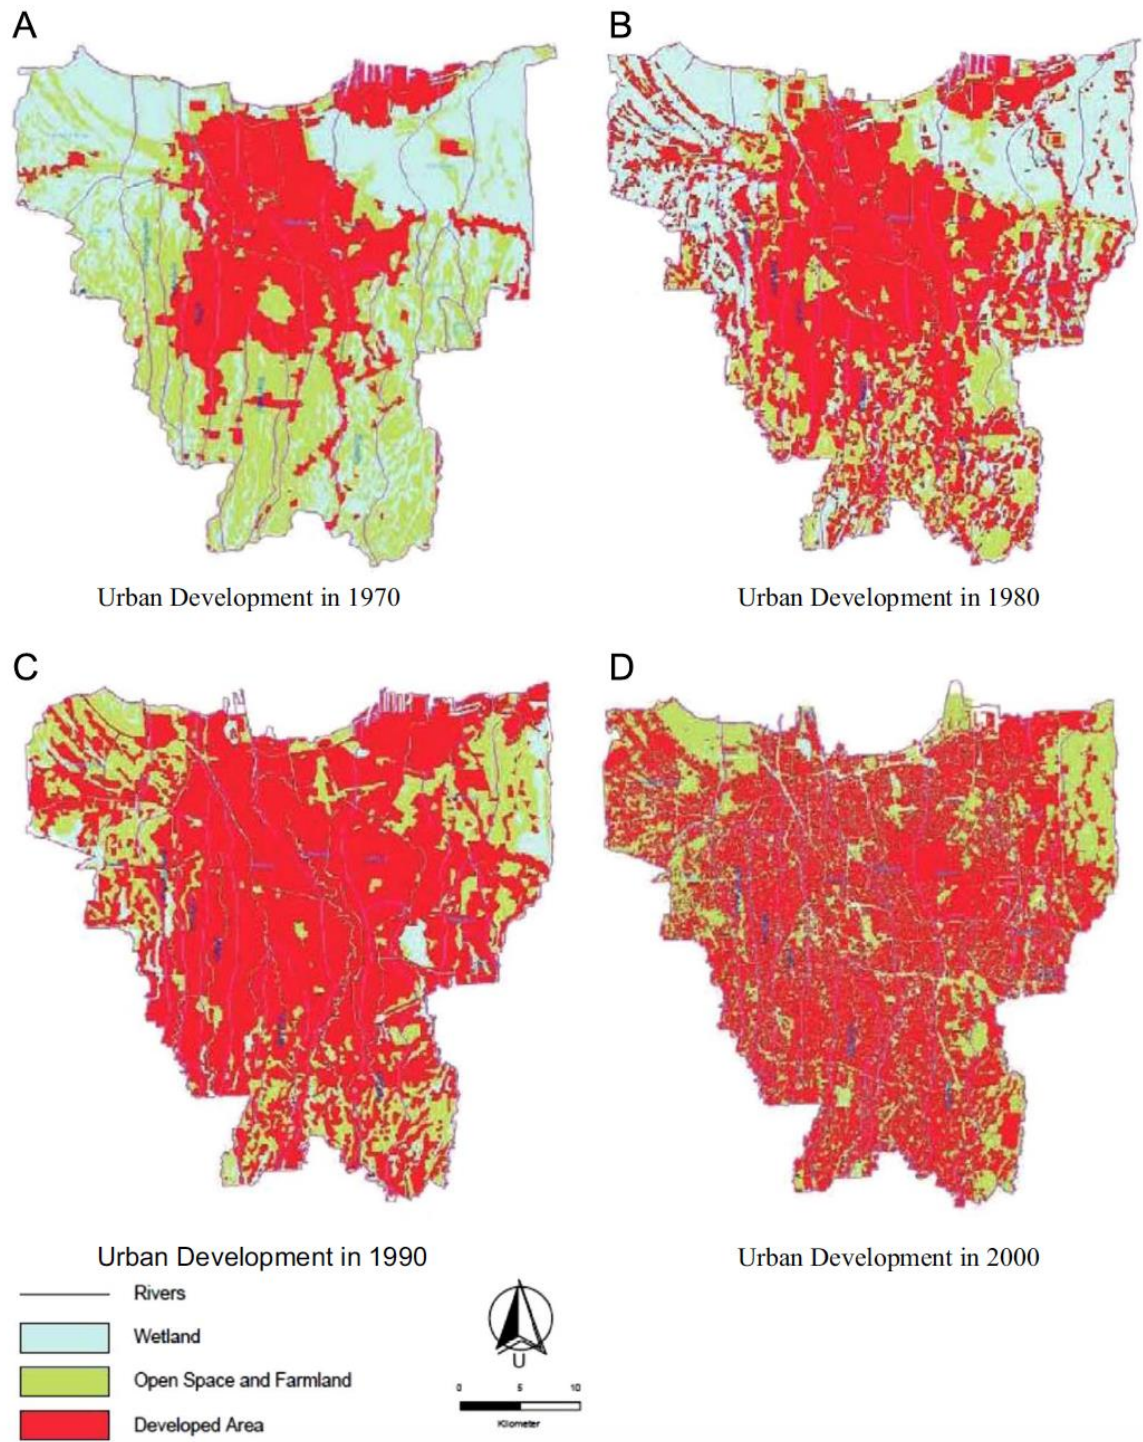 A
B
Urban Development in 1970
Urban Development in 1980
C
D
Urban Development in 1990
Urban Development in 2000
Rivers
Wetland
Open Space and Farmland
Developed Area
U
0 5 10
Kilometer